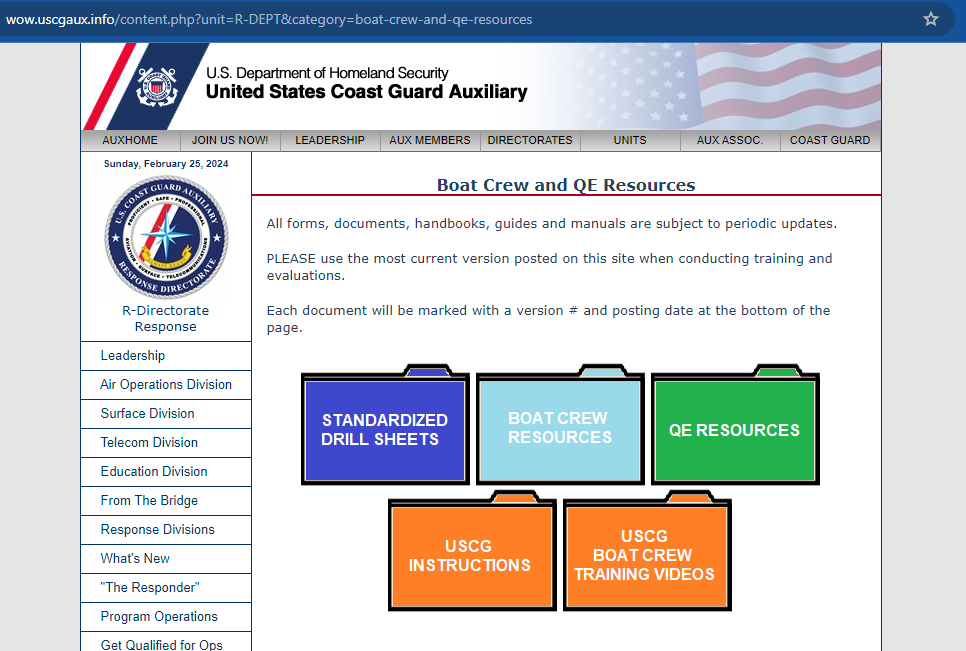 wow.uscgaux.info/content.php?unit=R-DEPT&category=boat-crew-and-qe-resources
U.S. Department of Homeland Security
United States Coast Guard Auxiliary
AUXHOME JOIN US NOW! LEADERSHIP AUX MEMBERS DIRECTORATES UNITS AUX ASSOC. COAST GUARD
Sunday, February 25, 2024
U.S. COAST GUARD AUXILIARY
PROFICIENT - SAFE - PROFESSIONAL
AVIATION - SURFACE - TELECOMMUNICATIONS
RESPONSE DIRECTORATE
R-Directorate
Response
Leadership
Air Operations Division
Surface Division
Telecom Division
Education Division
From The Bridge
Response Divisions
What's New
"The Responder"
Program Operations
Get Qualified for Ops
Boat Crew and QE Resources
All forms, documents, handbooks, guides and manuals are subject to periodic updates.
PLEASE use the most current version posted on this site when conducting training and
evaluations.
Each document will be marked with a version # and posting date at the bottom of the
page.
STANDARDIZED
DRILL SHEETS
BOAT CREW
RESOURCES
QE RESOURCES
USCG
INSTRUCTIONS
USCG
BOAT CREW
TRAINING VIDEOS